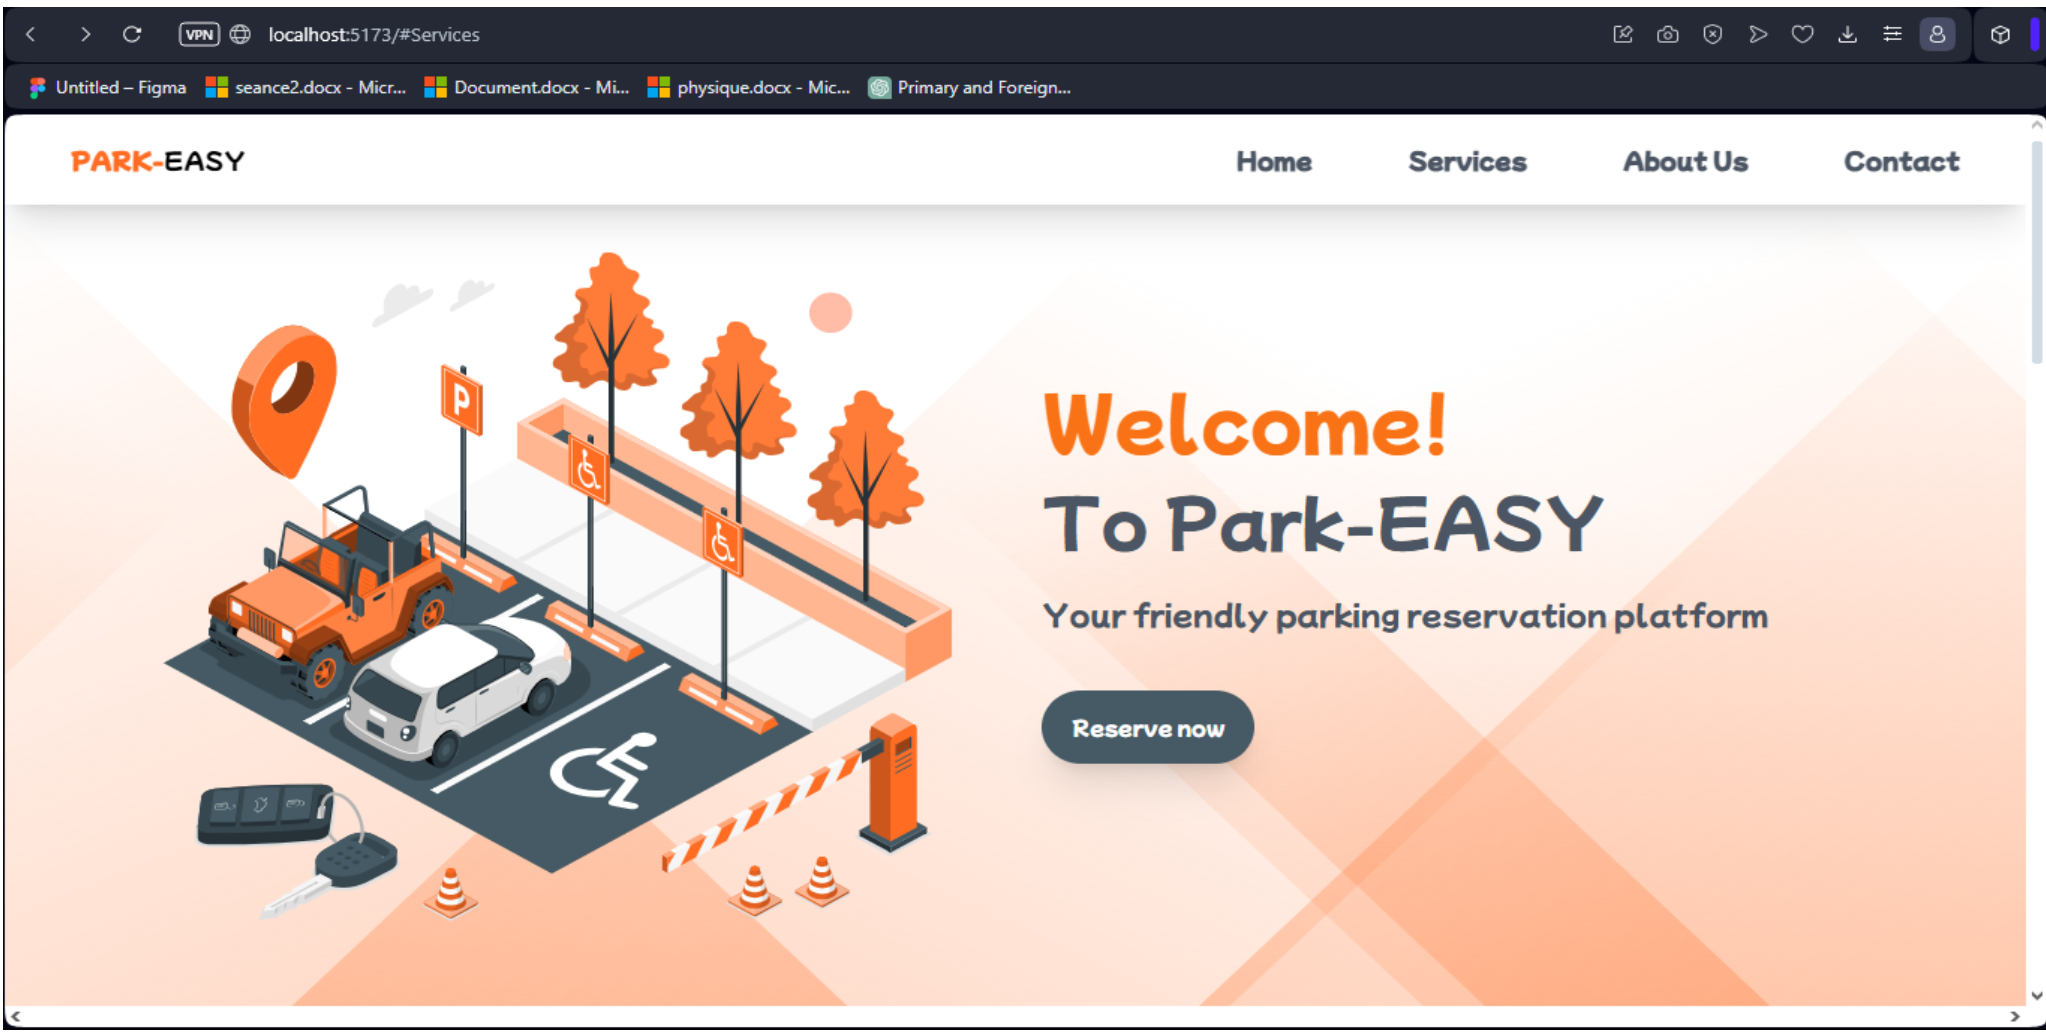 VPN localhost:5173/#Services
Untitled – Figma seance2.docx - Micr... Document.docx - Mi... physique.docx - Mic... Primary and Foreign...
PARK-EASY Home Services About Us Contact
P
Welcome!
To Park-EASY
Your friendly parking reservation platform
Reserve now